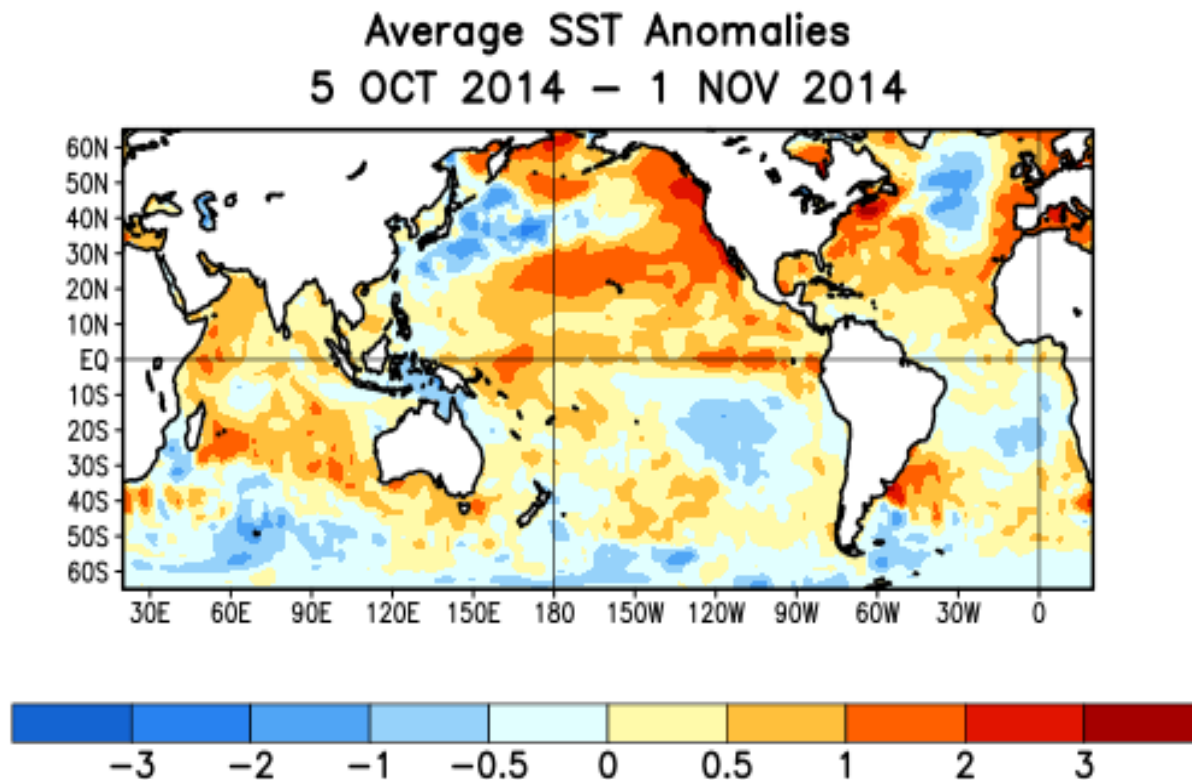 Average SST Anomalies
5 OCT 2014 – 1 NOV 2014
60N
50N
40N
30N
20N
10N
EQ
10S
20S
30S
40S
50S
60S
30E 60E 90E 120E 150E 180 150W 120W 90W 60W 30W 0
-3 -2 -1 -0.5 0 0.5 1 2 3